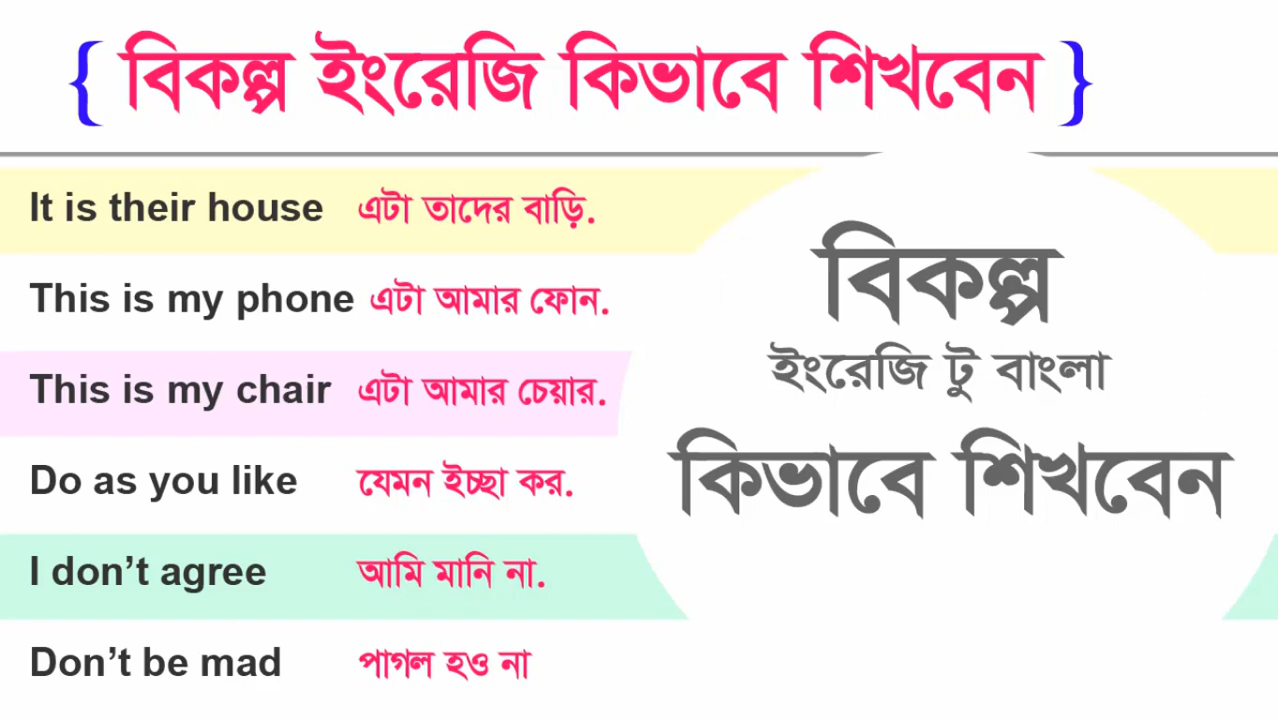 { বিকল্প ইংরেজি কিভাবে শিখবেন }
It is their house এটা তাদের বাড়ি.
This is my phone এটা আমার ফোন.
This is my chair এটা আমার চেয়ার.
Do as you like যেমন ইচ্ছা কর.
I don’t agree আমি মানি না.
Don’t be mad পাগল হও না
বিকল্প
ইংরেজি টু বাংলা
কিভাবে শিখবেন